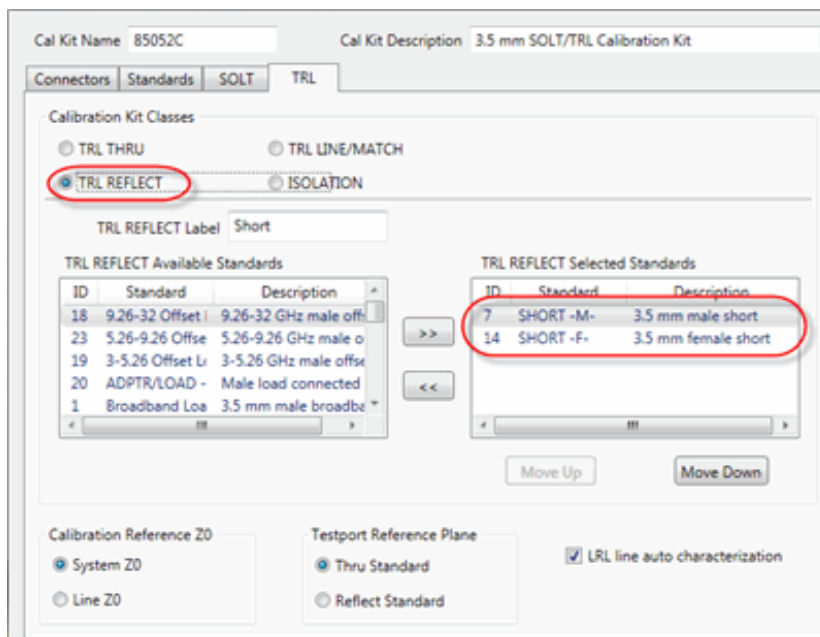 Cal Kit Name 85052C Cal Kit Description 3.5 mm SOLT/TRL Calibration Kit
Connectors Standards SOLT TRL
Calibration Kit Classes
TRL THRU TRL LINE/MATCH
TRL REFLECT ISOLATION
TRL REFLECT Label Short
TRL REFLECT Available Standards TRL REFLECT Selected Standards
ID Standard Description ID Standard Description
18 9.26-32 Offset 9.26-32 GHz male offs 7 SHORT -M- 3.5 mm male short
23 5.26-9.26 Offse 5.26-9.26 GHz male o >> 14 SHORT -F- 3.5 mm female short
19 3-5.26 Offset Lo 3-5.26 GHz male offse
20 ADPTR/LOAD - Male load connected <<
1 Broadband Loa 3.5 mm male broadba
Move Up Move Down
Calibration Reference Z0 Testport Reference Plane
System Z0 Thru Standard LRL line auto characterization
Line Z0 Reflect Standard